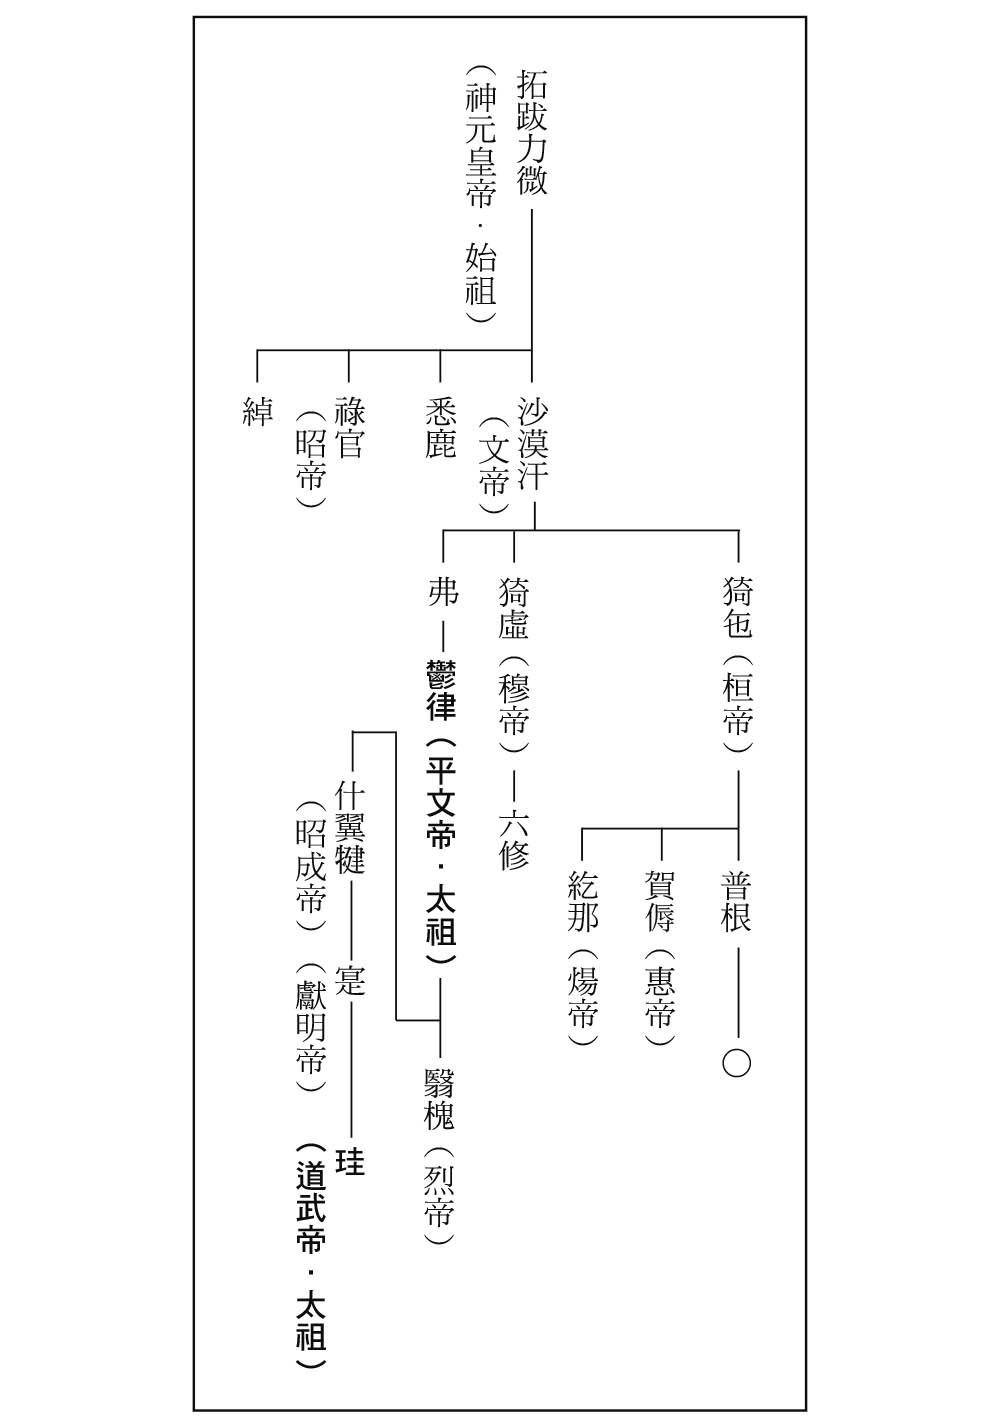 拓跋力微
（神元皇帝．始祖）
沙漠汗
（文帝）
悉鹿
祿官
（昭帝）
綽
猗㐌（桓帝）
普根
○
賀傉（惠帝）
紇那（煬帝）
猗盧（穆帝）
六修
弗
鬱律（平文帝．太祖）
翳槐（烈帝）
什翼犍
（昭成帝）
寔
（獻明帝）
珪
（道武帝．太祖）